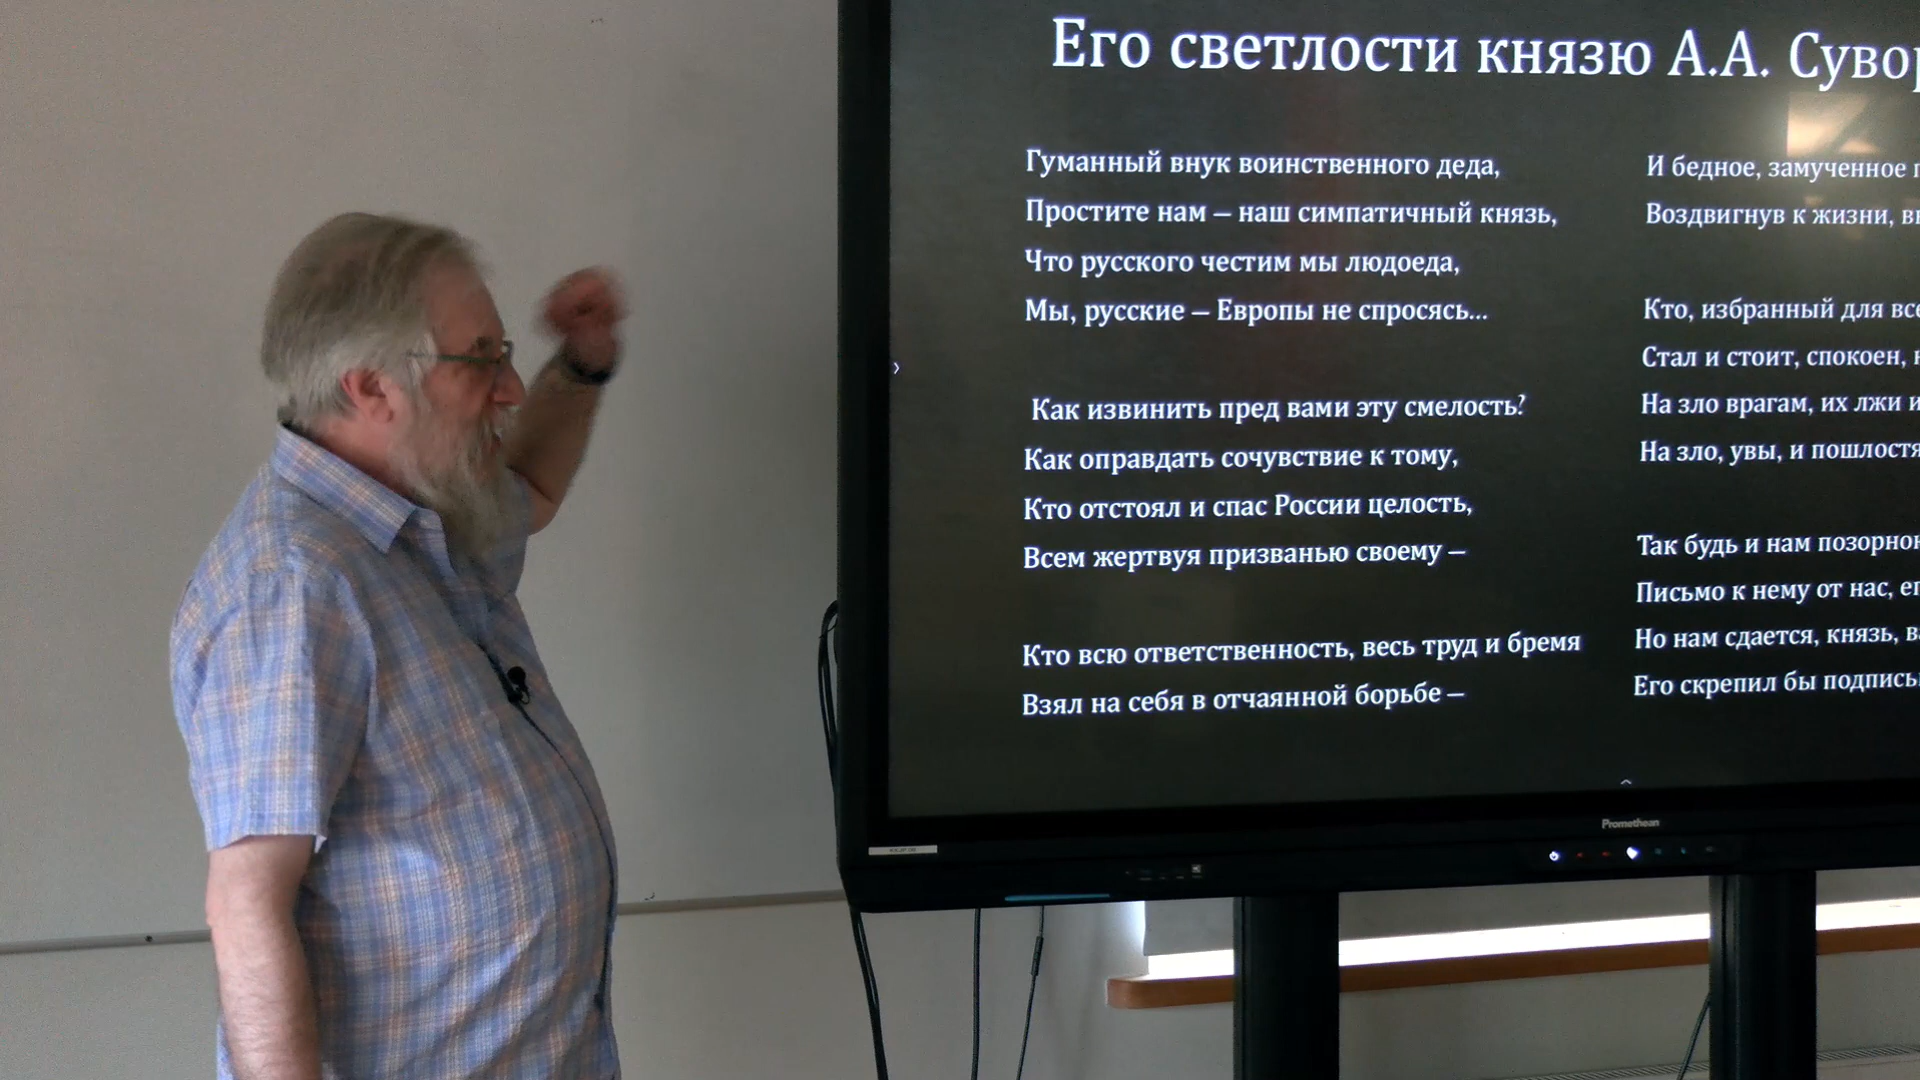 Его светлости князю А.А.
Гуманный внук воинственного деда,
Простите нам – наш симпатичный князь,
Что русского честим мы людоеда,
Мы, русские – Европы не спросясь...
Как извинить пред вами эту смелость?
Как оправдать сочувствие к тому,
Кто отстоял и спас России целость,
Всем жертвуя призванью своему –
Кто всю ответственность, весь труд и бремя
Взял на себя в отчаянной борьбе –
И бедное, замученное
Воздвигнув к жизни,
Кто, избранный для
Стал и стоит, спокоен,
На зло врагам, их лжи
На зло, увы, и
Так будь и нам
Письмо к нему от нас,
Но нам сдается, князь,
Его скрепил бы
Promethean